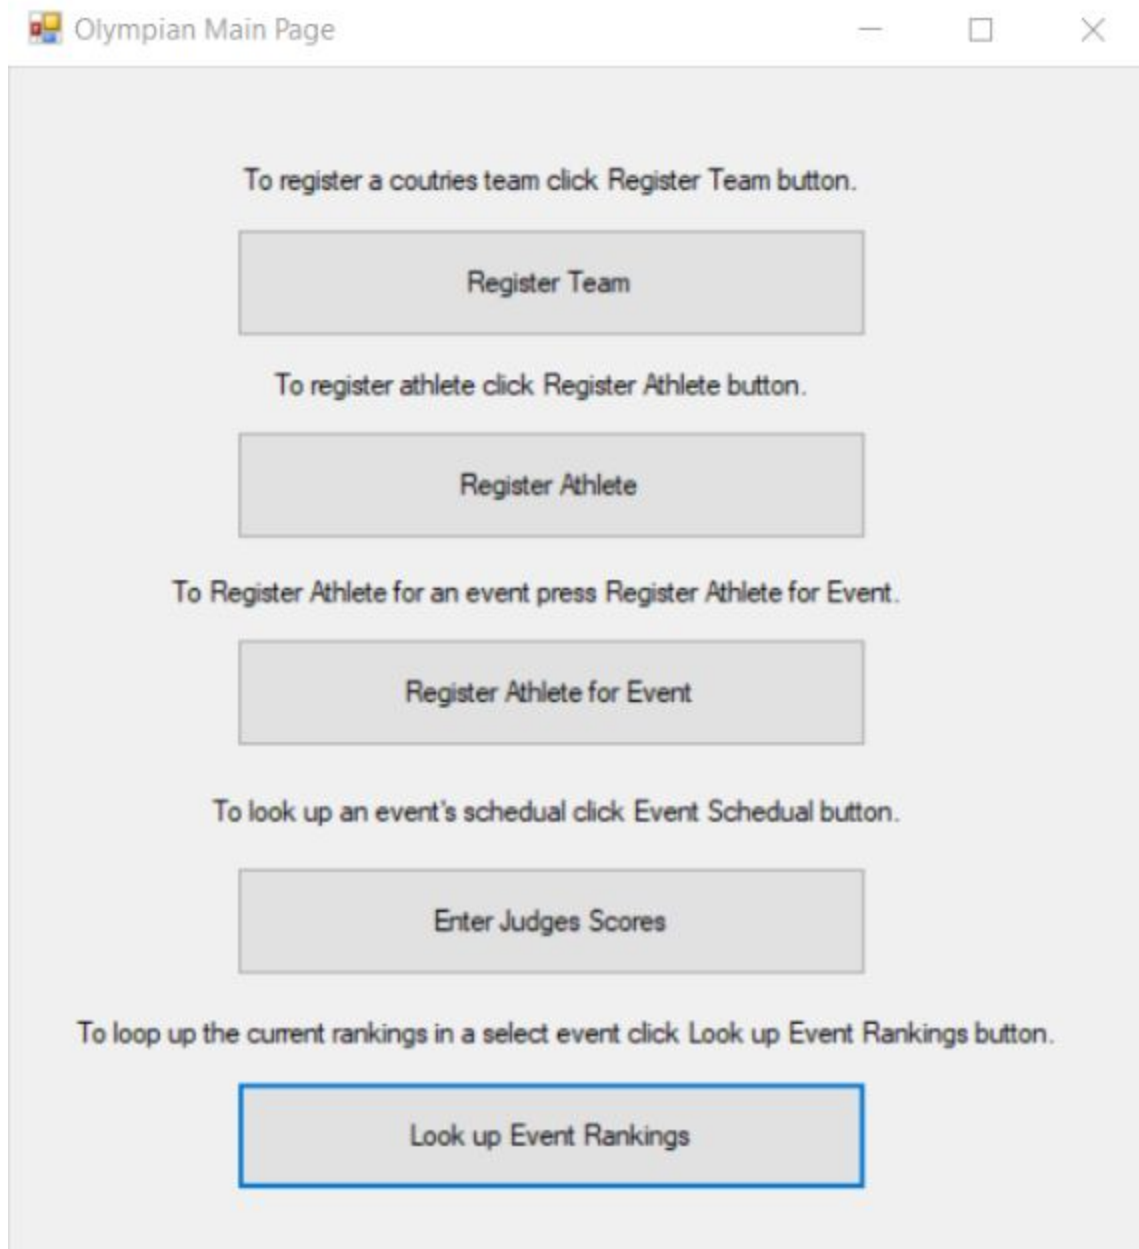 Olympian Main Page
To register a coutries team click Register Team button.
Register Team
To register athlete click Register Athlete button.
Register Athlete
To Register Athlete for an event press Register Athlete for Event.
Register Athlete for Event
To look up an event's schedual click Event Schedual button.
Enter Judges Scores
To loop up the current rankings in a select event click Look up Event Rankings button.
Look up Event Rankings